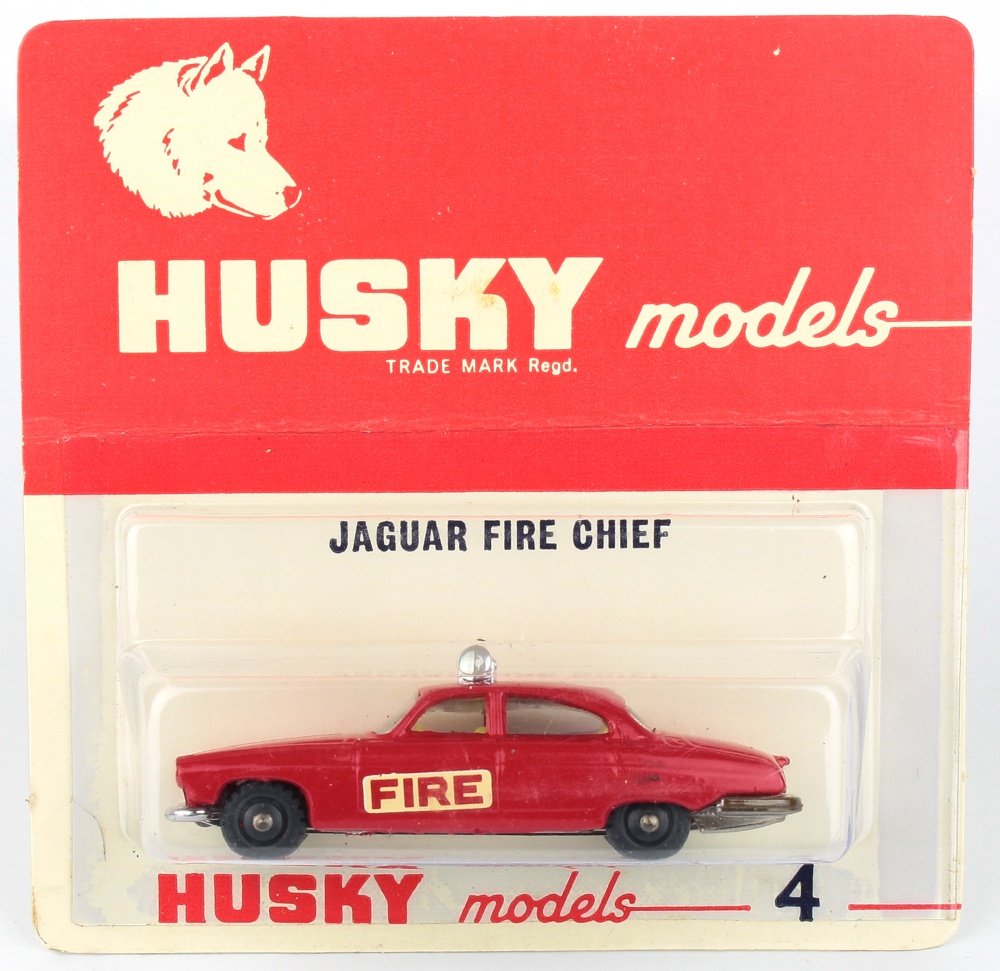 HUSKY models
TRADE MARK Regd.
JAGUAR FIRE CHIEF
FIRE
HUSKY models 4